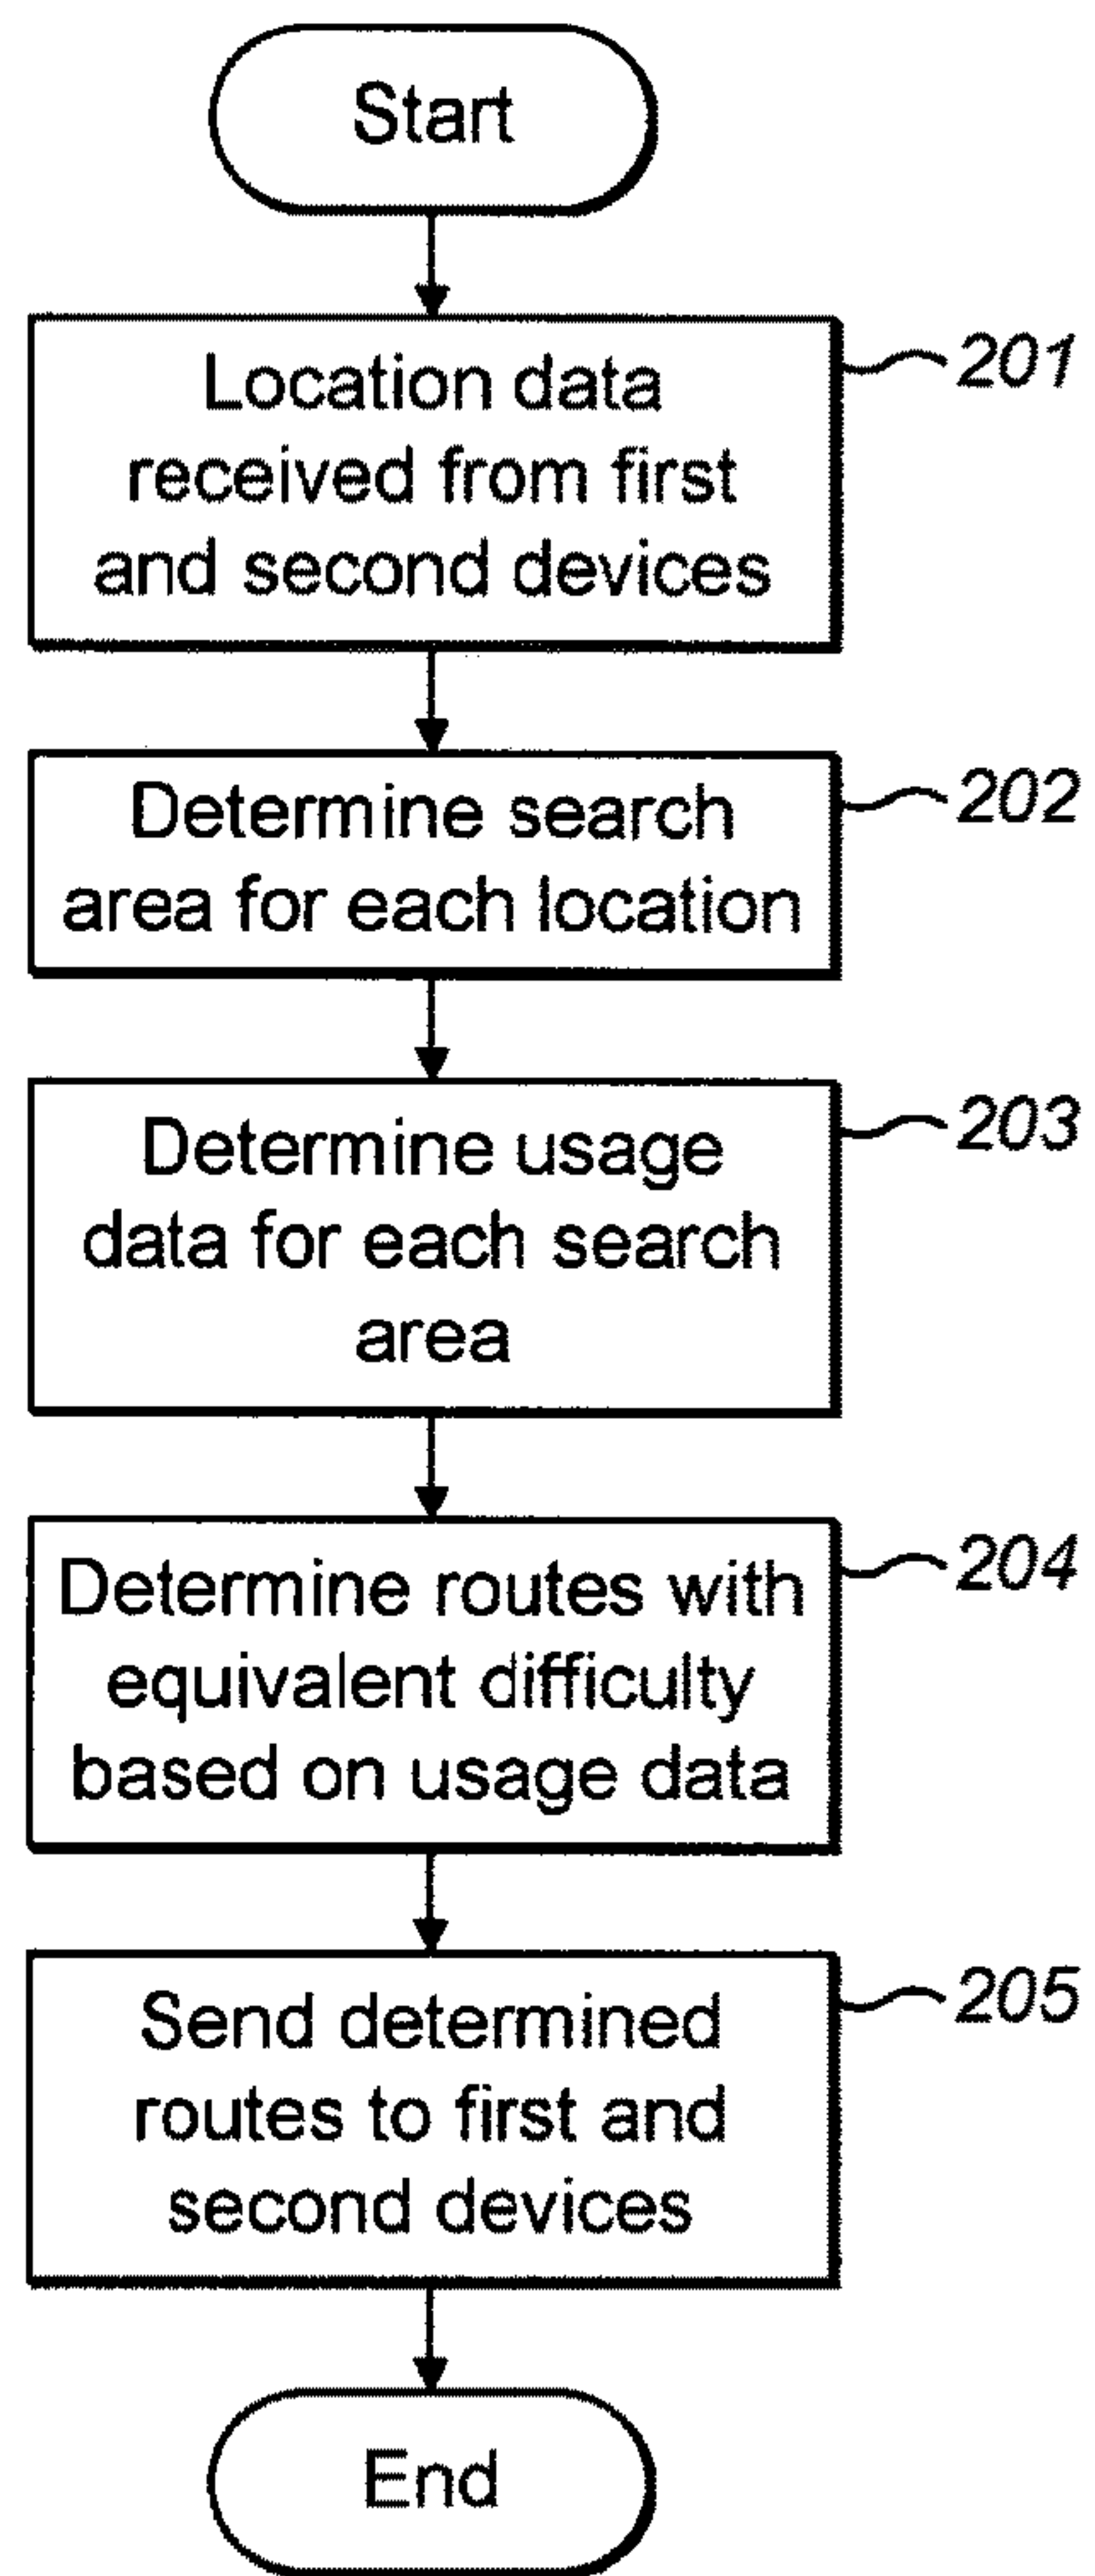 Start
Location data
received from first
and second devices
201
Determine search
area for each location
202
Determine usage
data for each search
area
203
Determine routes with
equivalent difficulty
based on usage data
204
Send determined
routes to first and
second devices
205
End